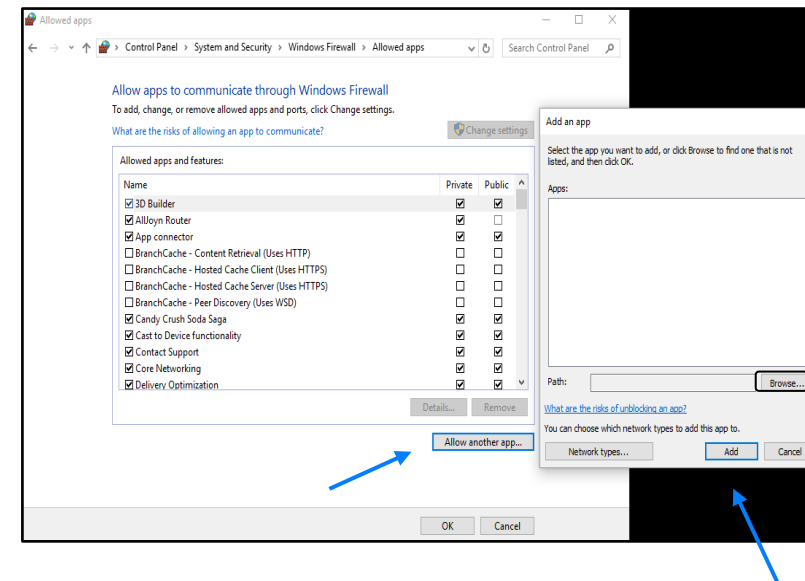 Allowed apps
Control Panel > System and Security > Windows Firewall > Allowed apps
Search Control Panel
Allow apps to communicate through Windows Firewall
To add, change, or remove allowed apps and ports, click Change settings.
What are the risks of allowing an app to communicate?
Change settings
Allowed apps and features:
Name Private Public
3D Builder
AllJoyn Router
App connector
BranchCache - Content Retrieval (Uses HTTP)
BranchCache - Hosted Cache Client (Uses HTTPS)
BranchCache - Hosted Cache Server (Uses HTTPS)
BranchCache - Peer Discovery (Uses WSD)
Candy Crush Soda Saga
Cast to Device functionality
Contact Support
Core Networking
Delivery Optimization
Details... Remove
Allow another app...
OK Cancel
Add an app
Select the app you want to add, or click Browse to find one that is not
listed, and then click OK.
Apps:
Path:
Browse...
What are the risks of unblocking an app?
You can choose which network types to add this app to.
Network types... Add Cancel